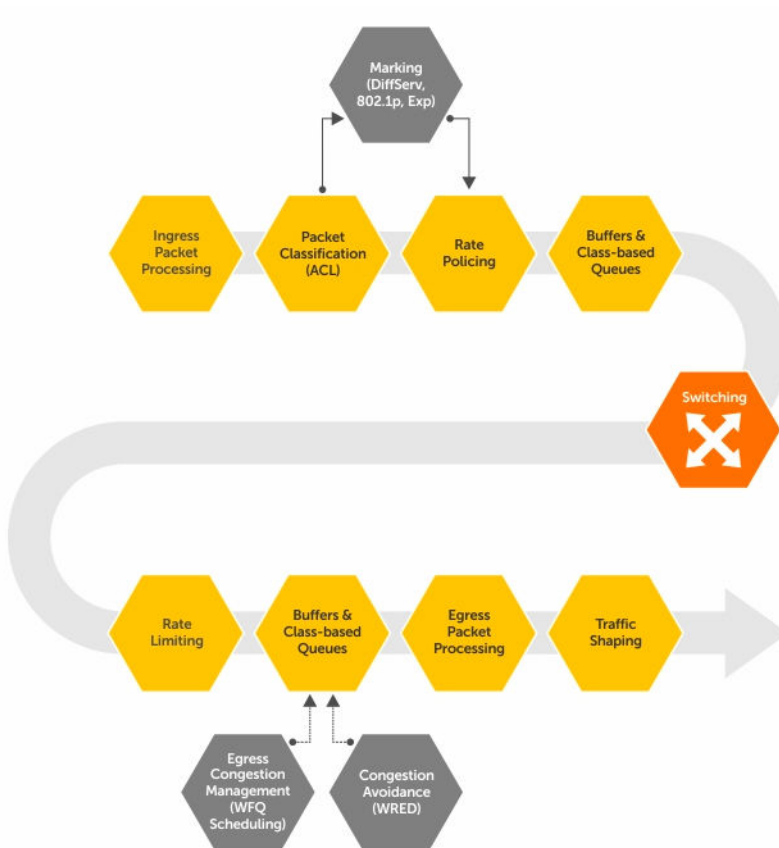 Marking
(DiffServ,
802.1p, Exp)
Ingress
Packet
Processing
Packet
Classification
(ACL)
Rate
Policing
Buffers &
Class-based
Queues
Switching
Rate
Limiting
Buffers &
Class-based
Queues
Egress
Packet
Processing
Traffic
Shaping
Egress
Congestion
Management
(WFQ
Scheduling)
Congestion
Avoidance
(WRED)